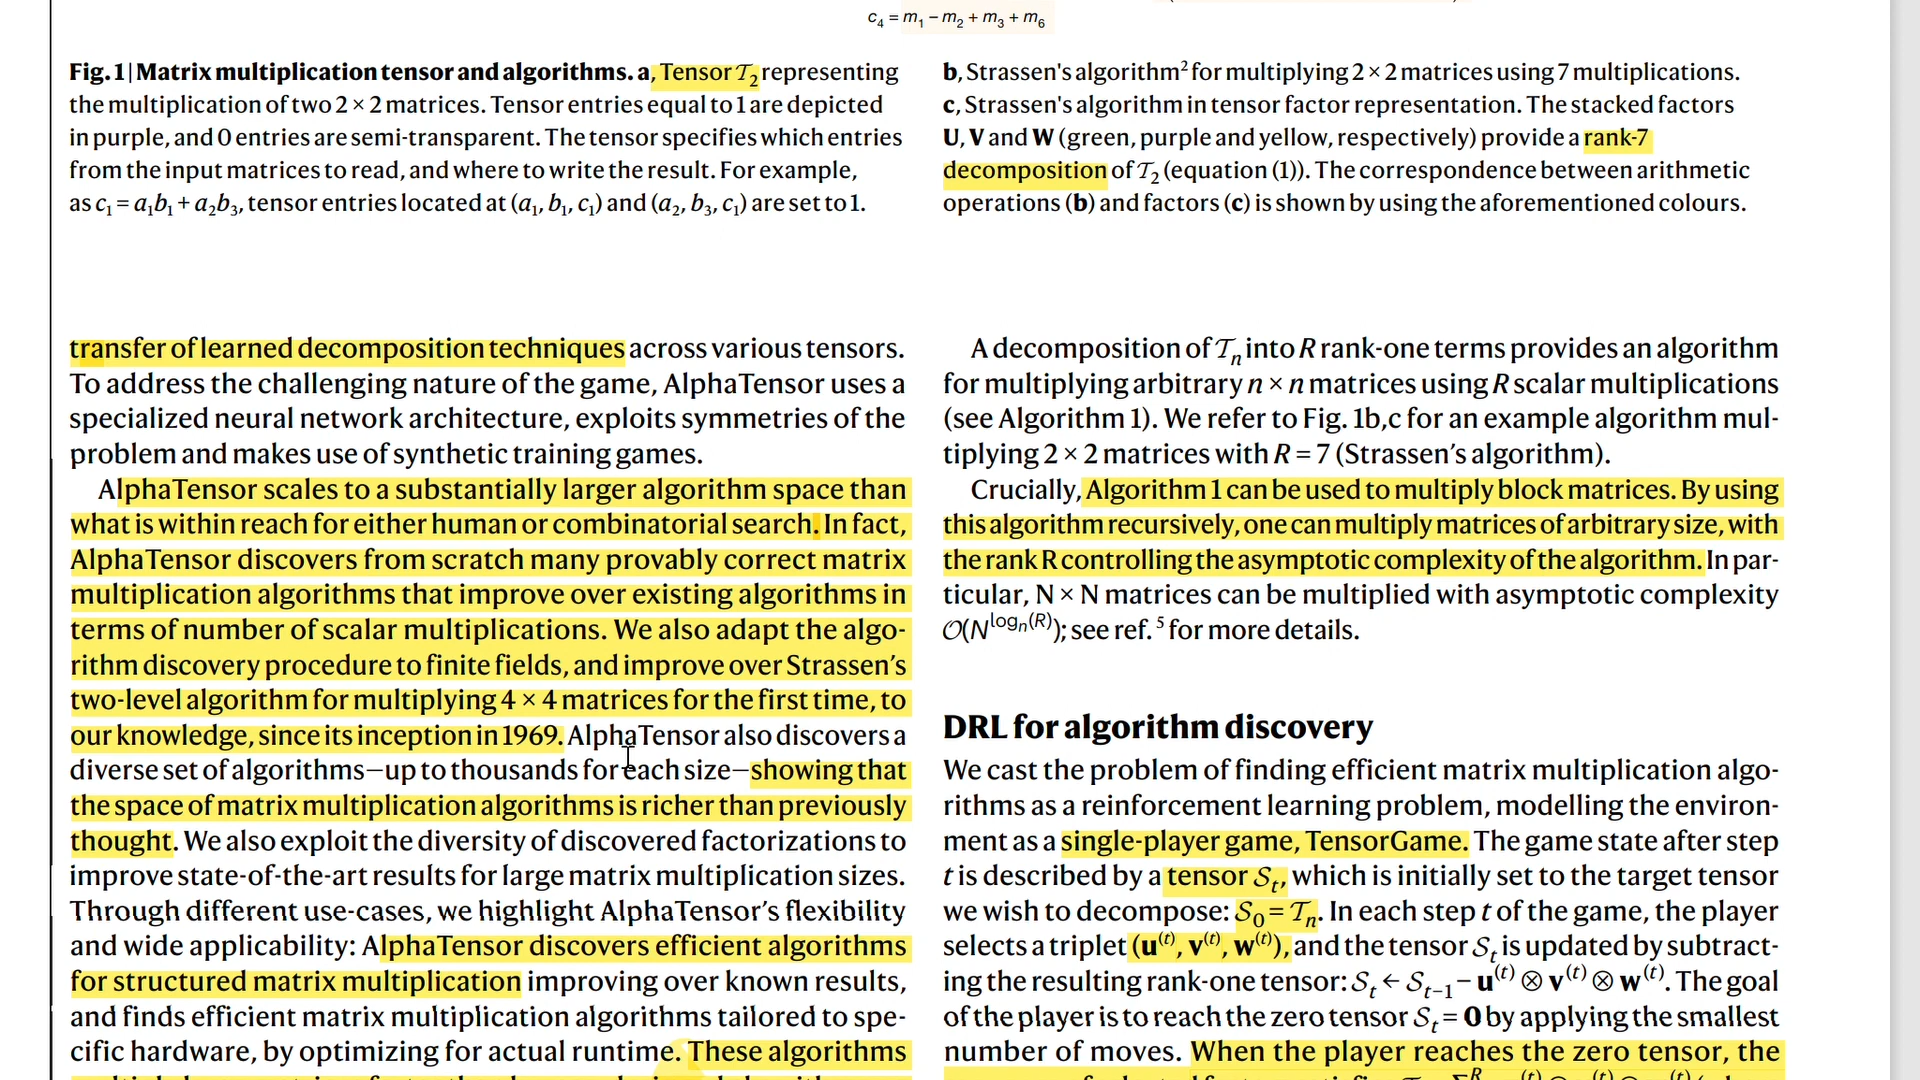 c4 = m1 − m2 + m3 + m6
Fig. 1 | Matrix multiplication tensor and algorithms. a, Tensor 𝒯2 representing
the multiplication of two 2 × 2 matrices. Tensor entries equal to 1 are depicted
in purple, and 0 entries are semi-transparent. The tensor specifies which entries
from the input matrices to read, and where to write the result. For example,
as c1 = a1b1 + a2b3, tensor entries located at (a1, b1, c1) and (a2, b3, c1) are set to 1.
b, Strassen's algorithm2 for multiplying 2 × 2 matrices using 7 multiplications.
c, Strassen's algorithm in tensor factor representation. The stacked factors
U, V and W (green, purple and yellow, respectively) provide a rank-7
decomposition of 𝒯2 (equation (1)). The correspondence between arithmetic
operations (b) and factors (c) is shown by using the aforementioned colours.
transfer of learned decomposition techniques across various tensors.
To address the challenging nature of the game, AlphaTensor uses a
specialized neural network architecture, exploits symmetries of the
problem and makes use of synthetic training games.
AlphaTensor scales to a substantially larger algorithm space than
what is within reach for either human or combinatorial search. In fact,
AlphaTensor discovers from scratch many provably correct matrix
multiplication algorithms that improve over existing algorithms in
terms of number of scalar multiplications. We also adapt the algo-
rithm discovery procedure to finite fields, and improve over Strassen's
two-level algorithm for multiplying 4 × 4 matrices for the first time, to
our knowledge, since its inception in 1969. AlphaTensor also discovers a
diverse set of algorithms—up to thousands for each size—showing that
the space of matrix multiplication algorithms is richer than previously
thought. We also exploit the diversity of discovered factorizations to
improve state-of-the-art results for large matrix multiplication sizes.
Through different use-cases, we highlight AlphaTensor's flexibility
and wide applicability: AlphaTensor discovers efficient algorithms
for structured matrix multiplication improving over known results,
and finds efficient matrix multiplication algorithms tailored to spe-
cific hardware, by optimizing for actual runtime. These algorithms
A decomposition of 𝒯n into R rank-one terms provides an algorithm
for multiplying arbitrary n × n matrices using R scalar multiplications
(see Algorithm 1). We refer to Fig. 1b,c for an example algorithm mul-
tiplying 2 × 2 matrices with R = 7 (Strassen's algorithm).
Crucially, Algorithm 1 can be used to multiply block matrices. By using
this algorithm recursively, one can multiply matrices of arbitrary size, with
the rank R controlling the asymptotic complexity of the algorithm. In par-
ticular, N × N matrices can be multiplied with asymptotic complexity
𝒪(N^log_n(R)); see ref. 5 for more details.
DRL for algorithm discovery
We cast the problem of finding efficient matrix multiplication algo-
rithms as a reinforcement learning problem, modelling the environ-
ment as a single-player game, TensorGame. The game state after step
t is described by a tensor 𝒮t, which is initially set to the target tensor
we wish to decompose: 𝒮0 = 𝒯n. In each step t of the game, the player
selects a triplet (u(t), v(t), w(t)), and the tensor 𝒮t is updated by subtract-
ing the resulting rank-one tensor: 𝒮t ← 𝒮t−1 − u(t) ⊗ v(t) ⊗ w(t). The goal
of the player is to reach the zero tensor 𝒮t = 0 by applying the smallest
number of moves. When the player reaches the zero tensor, the